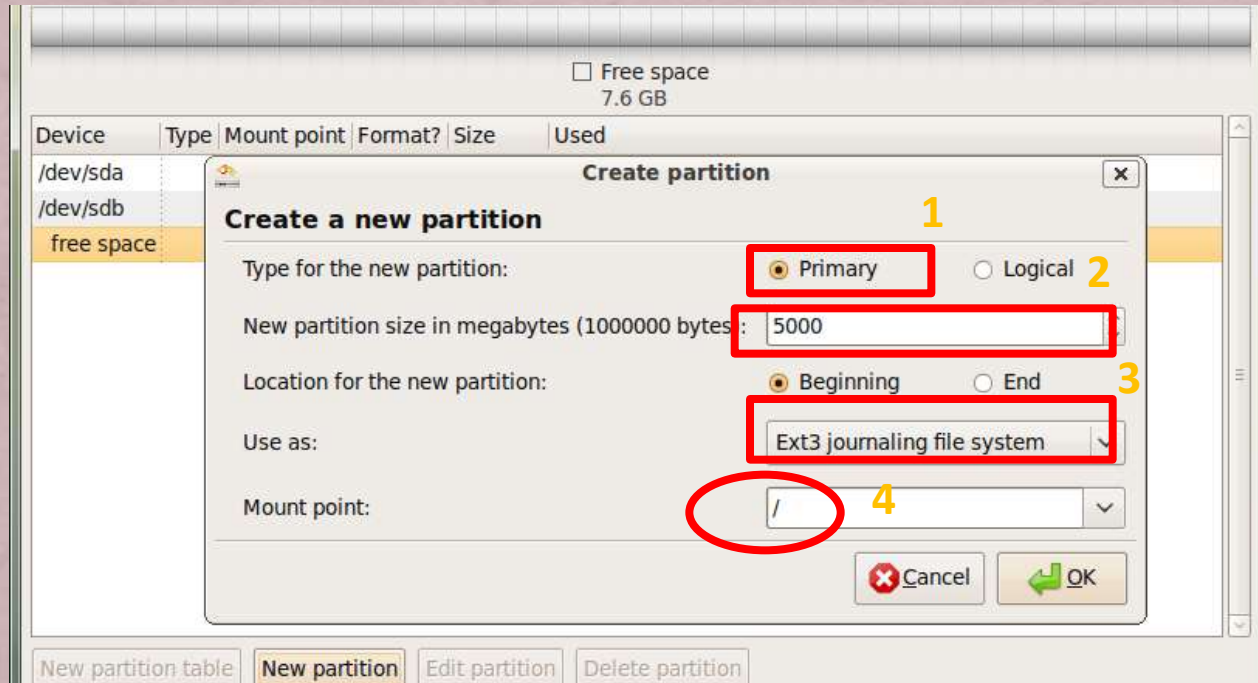 Free space
7.6 GB
Device Type Mount point Format? Size Used
/dev/sda
/dev/sdb
free space
Create partition
Create a new partition
1
Type for the new partition: Primary Logical 2
New partition size in megabytes (1000000 bytes): 5000
Location for the new partition: Beginning End 3
Use as: Ext3 journaling file system
Mount point: / 4
Cancel OK
New partition table New partition Edit partition Delete partition